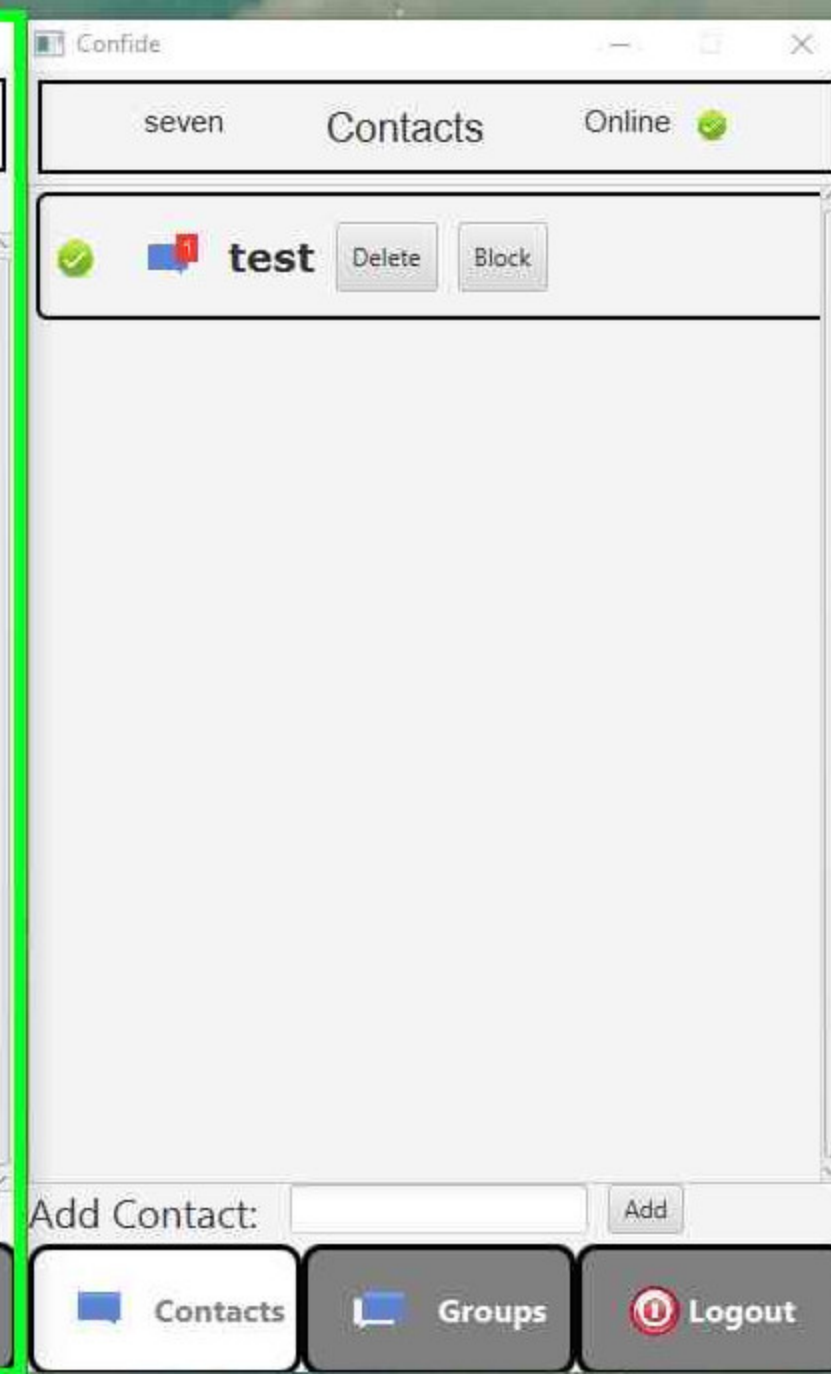 Confide
seven Contacts Online
1 test Delete Block
Add Contact: Add
Contacts Groups Logout